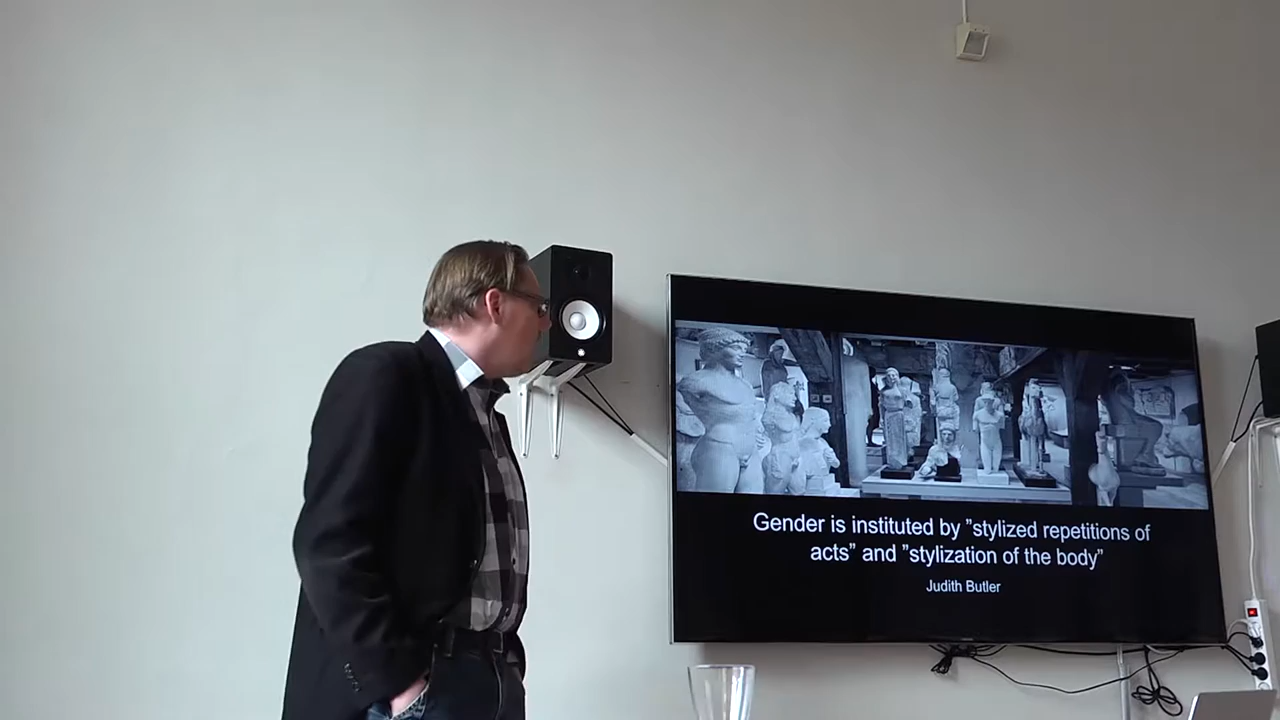 Gender is instituted by ”stylized repetitions of
acts” and ”stylization of the body”
Judith Butler